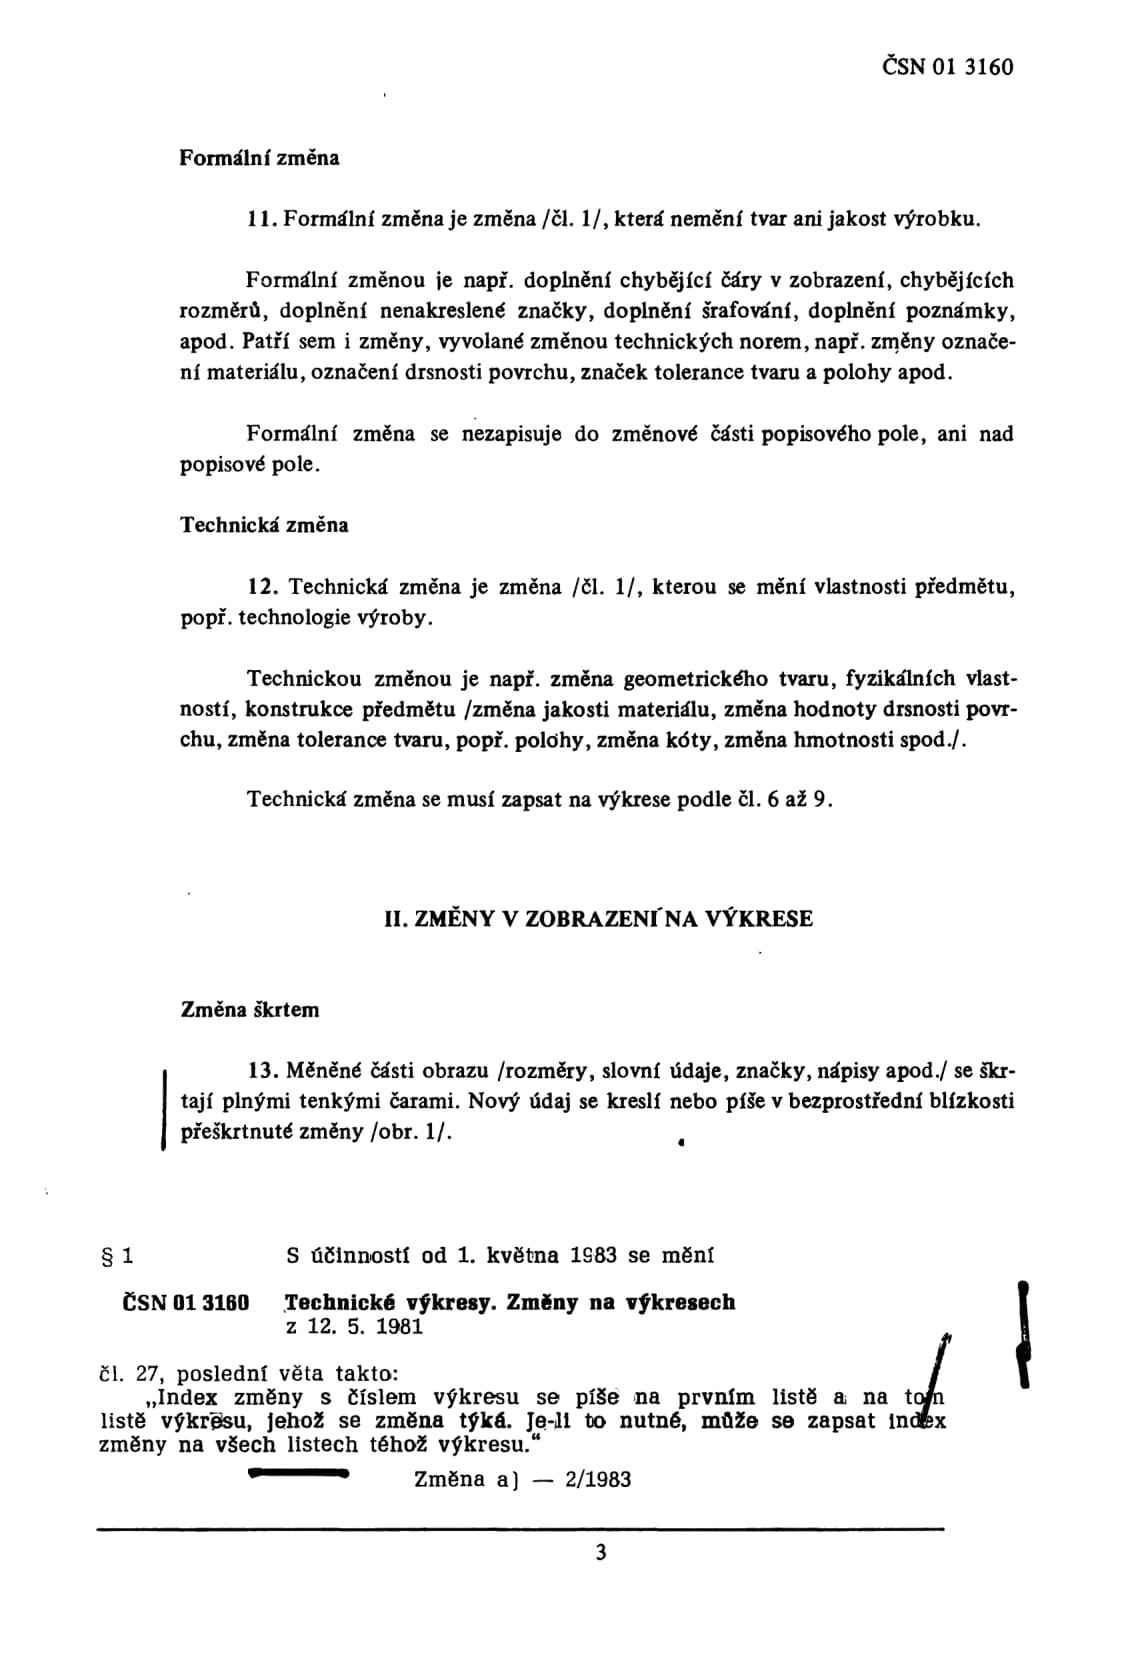 ČSN 01 3160
Formální změna
11. Formální změna je změna /čl. 1/, která nemění tvar ani jakost výrobku.
Formální změnou je např. doplnění chybějící čáry v zobrazení, chybějících
rozměrů, doplnění nenakreslené značky, doplnění šrafování, doplnění poznámky,
apod. Patří sem i změny, vyvolané změnou technických norem, např. změny označe-
ní materiálu, označení drsnosti povrchu, značek tolerance tvaru a polohy apod.
Formální změna se nezapisuje do změnové části popisového pole, ani nad
popisové pole.
Technická změna
12. Technická změna je změna /čl. 1/, kterou se mění vlastnosti předmětu,
popř. technologie výroby.
Technickou změnou je např. změna geometrického tvaru, fyzikálních vlast-
ností, konstrukce předmětu /změna jakosti materiálu, změna hodnoty drsnosti povr-
chu, změna tolerance tvaru, popř. polohy, změna kóty, změna hmotnosti spod./.
Technická změna se musí zapsat na výkrese podle čl. 6 až 9.
II. ZMĚNY V ZOBRAZENÍ NA VÝKRESE
Změna škrtem
13. Měněné části obrazu /rozměry, slovní údaje, značky, nápisy apod./ se škr-
tají plnými tenkými čarami. Nový údaj se kreslí nebo píše v bezprostřední blízkosti
přeškrtnuté změny /obr. 1/.
§ 1 S účinností od 1. května 1983 se mění
ČSN 01 3160 Technické výkresy. Změny na výkresech
z 12. 5. 1981
čl. 27, poslední věta takto:
„Index změny s číslem výkresu se píše na prvním listě a na tom
listě výkresu, jehož se změna týká. Je-li to nutné, může se zapsat index
změny na všech listech téhož výkresu.“
Změna a) — 2/1983
3